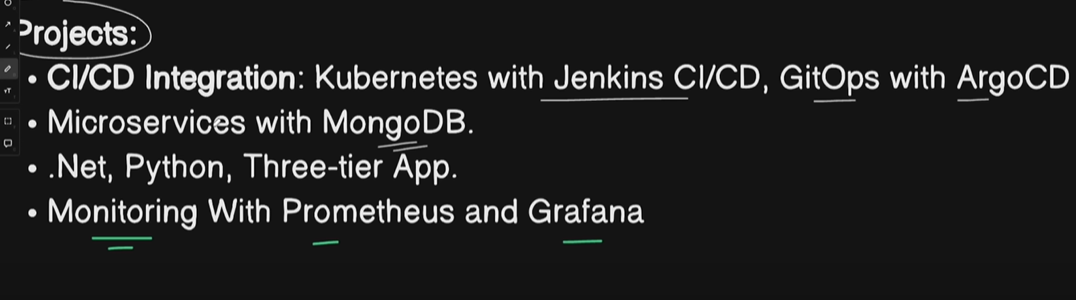 Projects:
• CI/CD Integration: Kubernetes with Jenkins CI/CD, GitOps with ArgoCD
• Microservices with MongoDB.
• .Net, Python, Three-tier App.
• Monitoring With Prometheus and Grafana